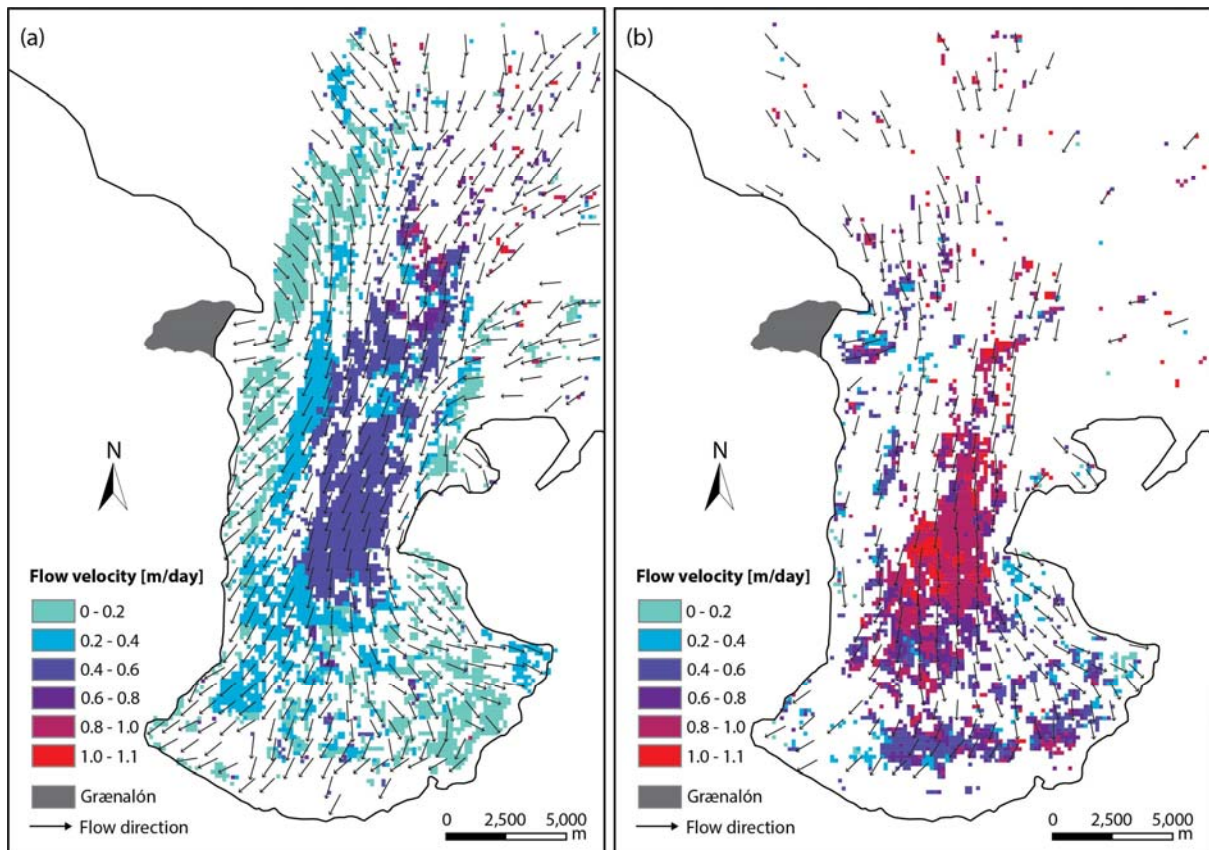 (a)
N
Flow velocity [m/day]
0 - 0.2
0.2 - 0.4
0.4 - 0.6
0.6 - 0.8
0.8 - 1.0
1.0 - 1.1
Grænalón
Flow direction
0 2,500 5,000
m
(b)
N
Flow velocity [m/day]
0 - 0.2
0.2 - 0.4
0.4 - 0.6
0.6 - 0.8
0.8 - 1.0
1.0 - 1.1
Grænalón
Flow direction
0 2,500 5,000
m